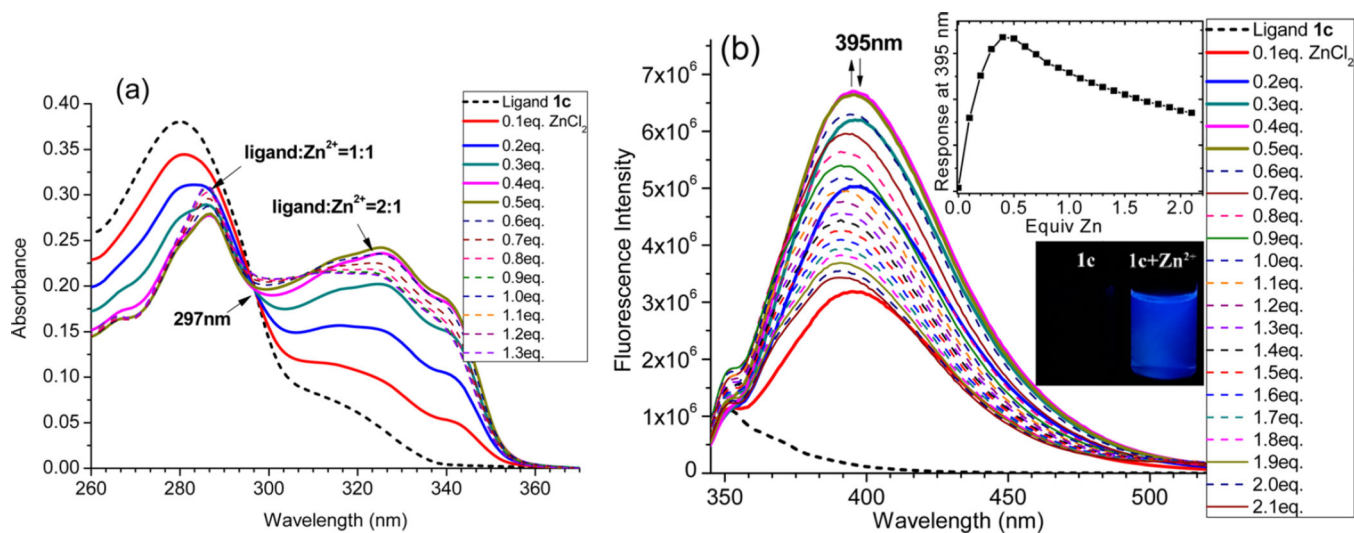 (a)
0.40
0.35
0.30
0.25
0.20
0.15
0.10
0.05
0.00
Absorbance
260 280 300 320 340 360
Wavelength (nm)
ligand:Zn²⁺=1:1
ligand:Zn²⁺=2:1
297nm
Ligand 1c
0.1eq. ZnCl₂
0.2eq.
0.3eq.
0.4eq.
0.5eq.
0.6eq.
0.7eq.
0.8eq.
0.9eq.
1.0eq.
1.1eq.
1.2eq.
1.3eq.
(b)
395nm
7x10⁶
6x10⁶
5x10⁶
4x10⁶
3x10⁶
2x10⁶
1x10⁶
0
Fluorescence Intensity
350 400 450 500
Wavelength (nm)
Response at 395 nm
0.0 0.5 1.0 1.5 2.0
Equiv Zn
1c 1c+Zn²⁺
Ligand 1c
0.1eq. ZnCl₂
0.2eq.
0.3eq.
0.4eq.
0.5eq.
0.6eq.
0.7eq.
0.8eq.
0.9eq.
1.0eq.
1.1eq.
1.2eq.
1.3eq.
1.4eq.
1.5eq.
1.6eq.
1.7eq.
1.8eq.
1.9eq.
2.0eq.
2.1eq.